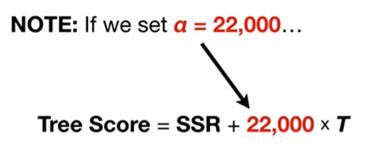 NOTE: If we set α = 22,000...
Tree Score = SSR + 22,000 × T